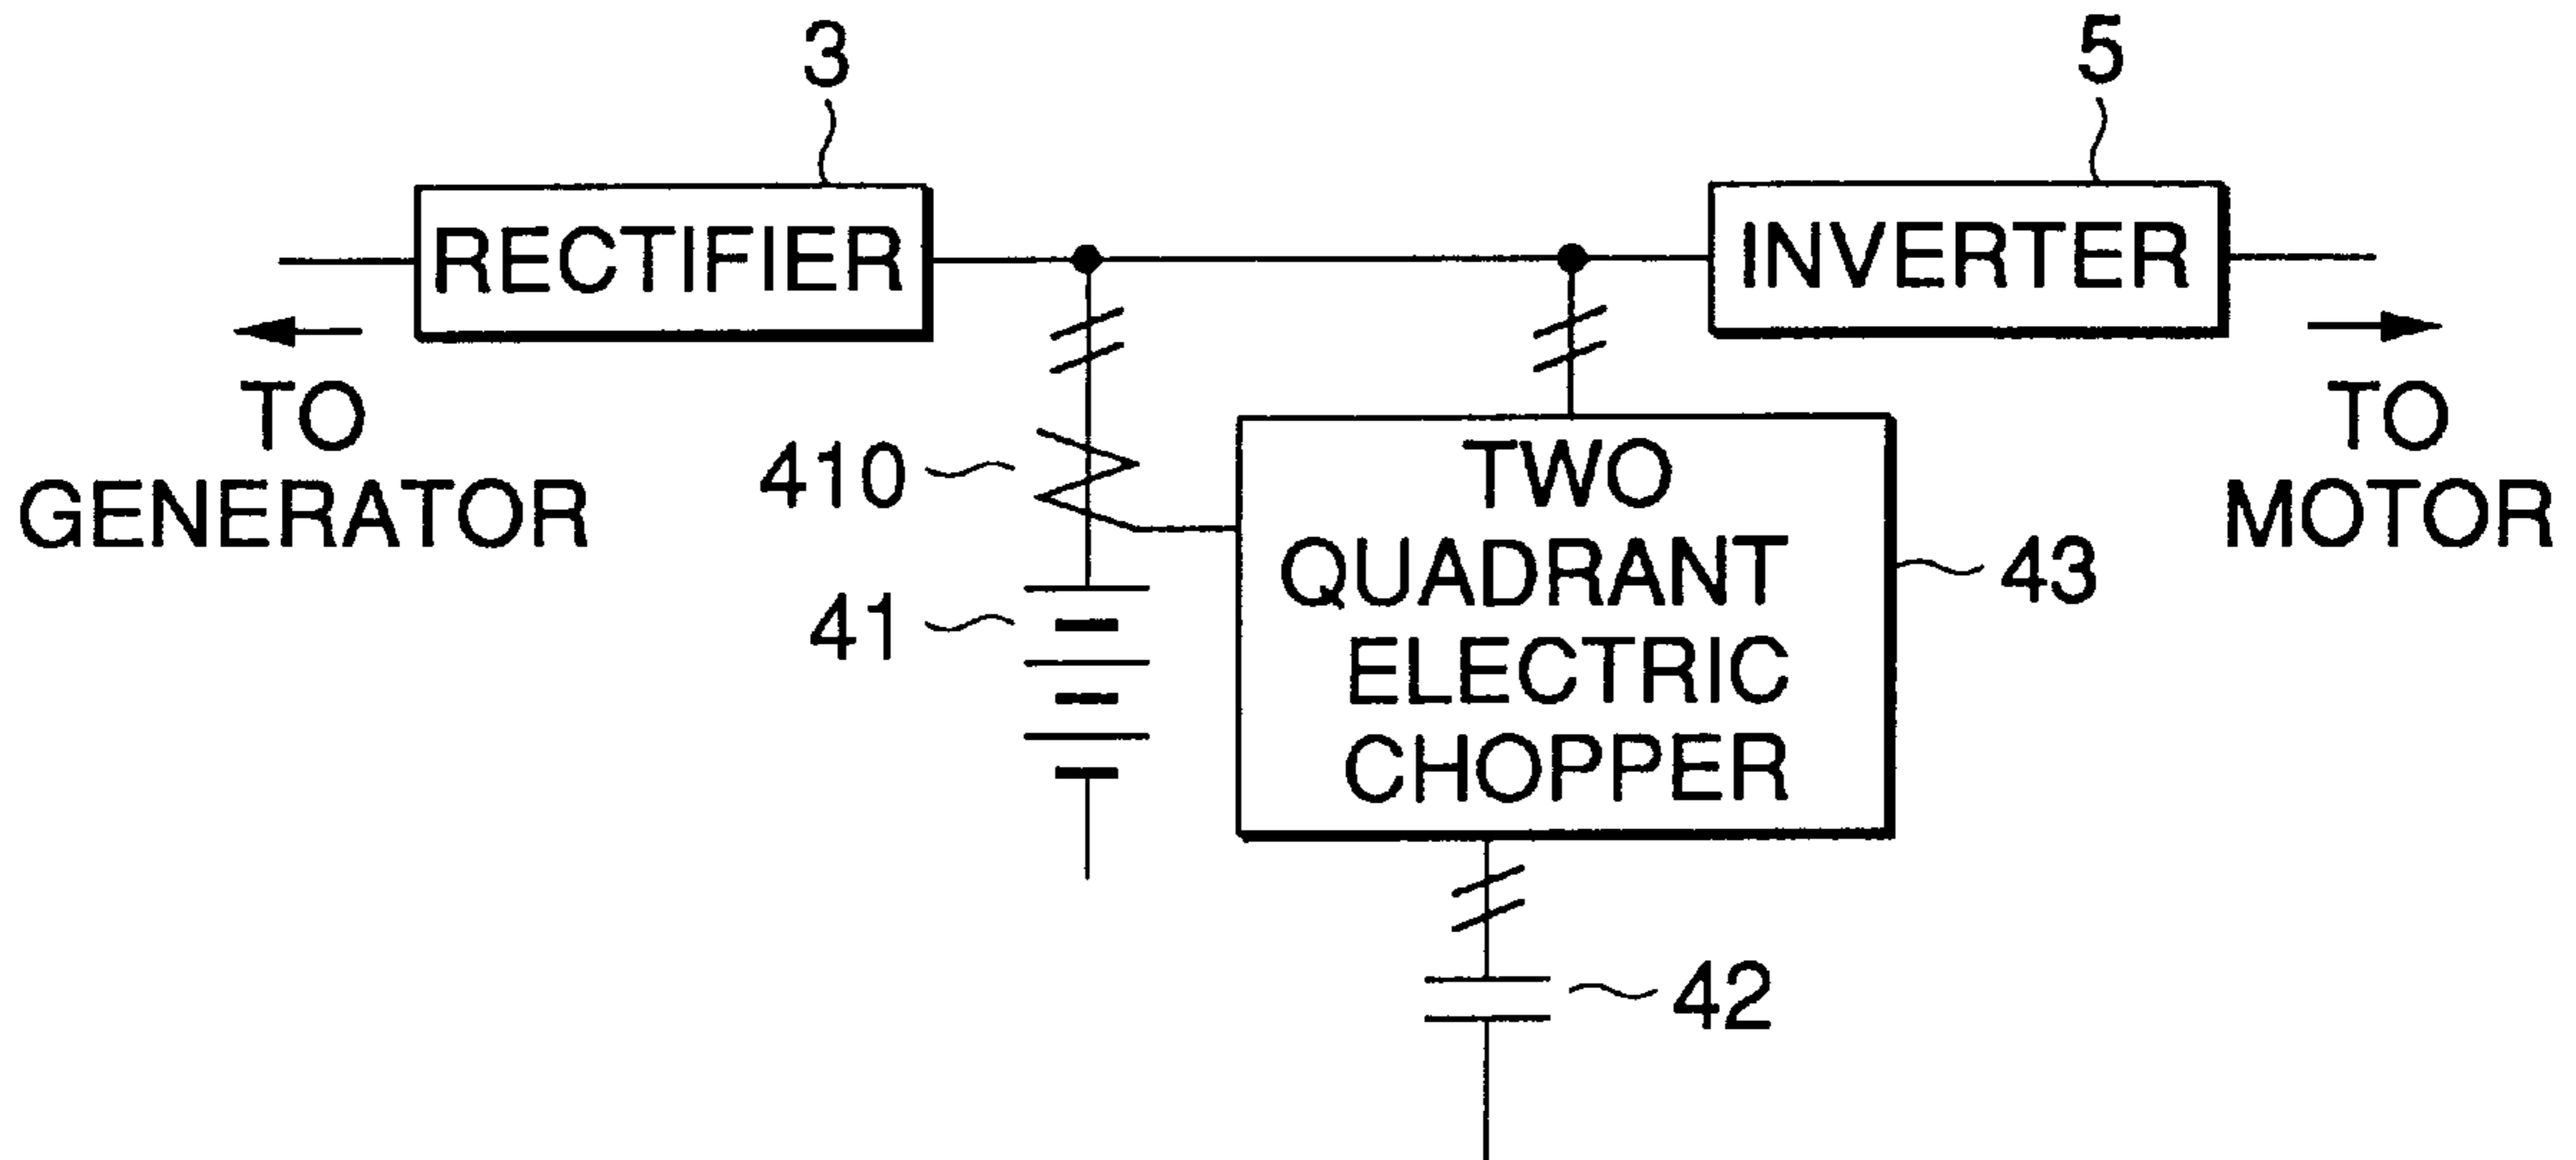 3
5
RECTIFIER
INVERTER
TO
GENERATOR
TO
MOTOR
410
TWO
QUADRANT
ELECTRIC
CHOPPER
43
41
42